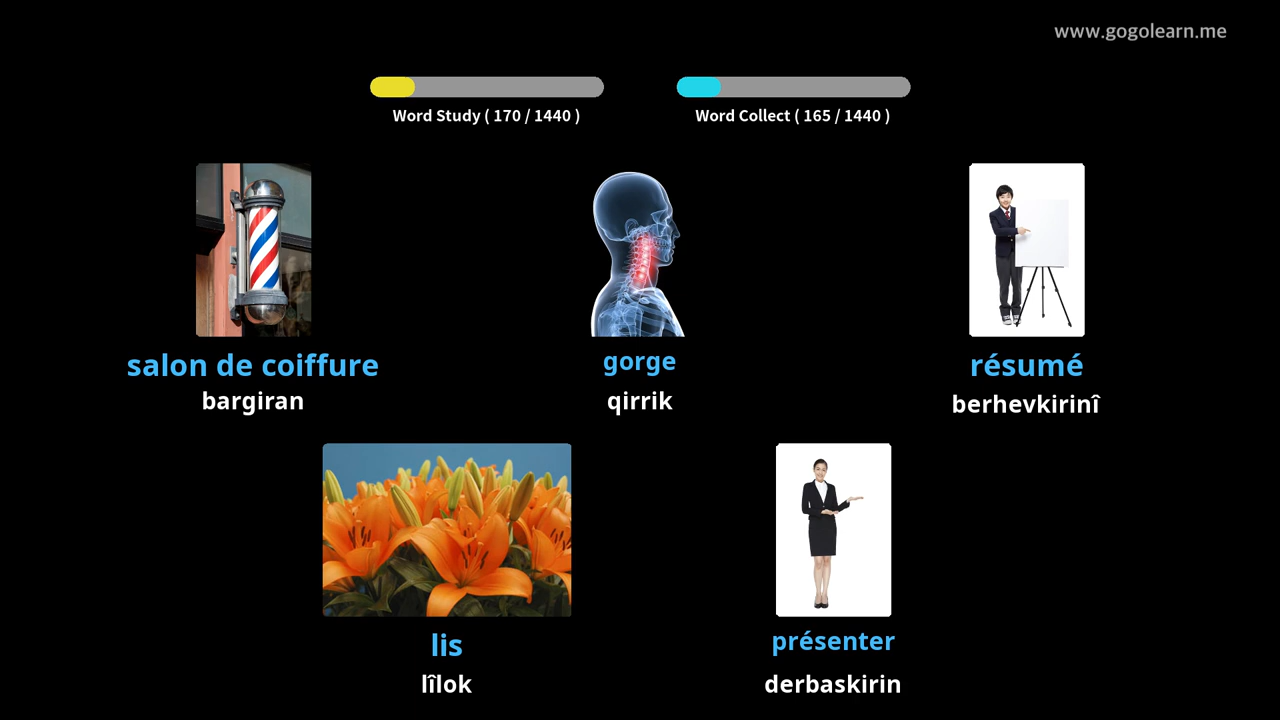 www.gogolearn.me
Word Study ( 170 / 1440 )
Word Collect ( 165 / 1440 )
salon de coiffure
bargiran
gorge
qirrik
résumé
berhevkirinî
lis
lîlok
présenter
derbaskirin